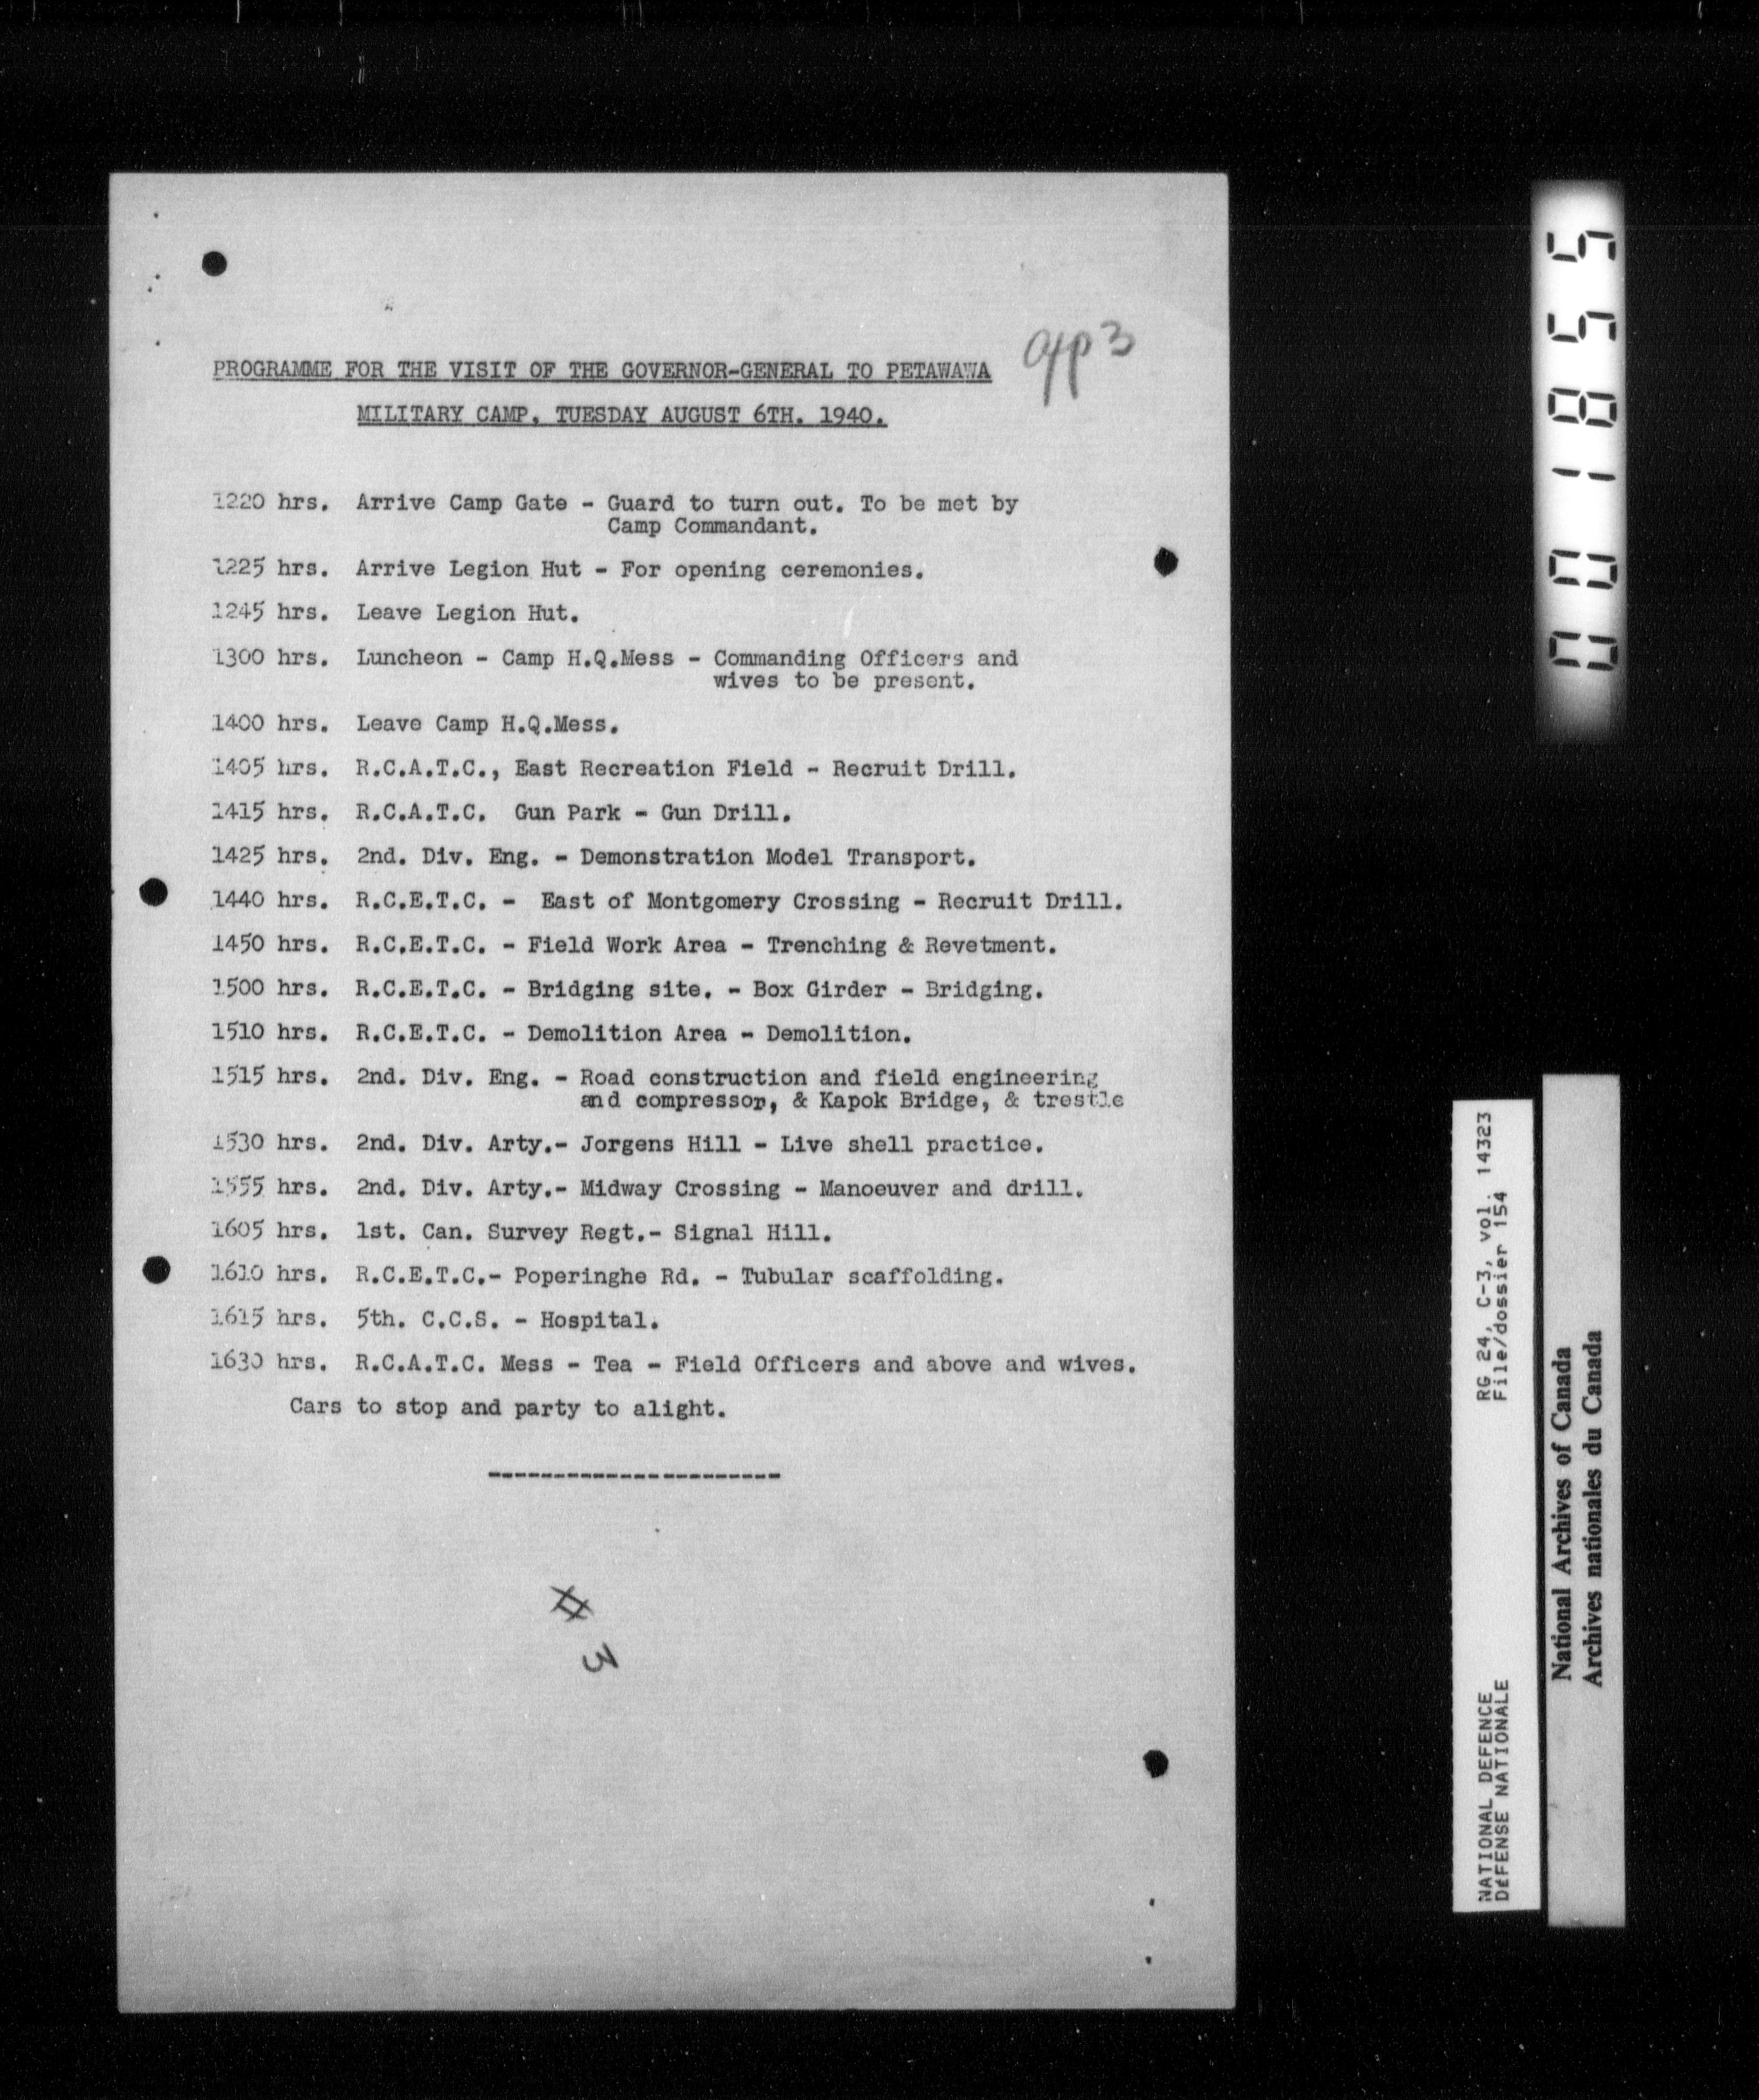 app 3
PROGRAMME FOR THE VISIT OF THE GOVERNOR-GENERAL TO PETAWAWA
MILITARY CAMP, TUESDAY AUGUST 6TH. 1940.
1220 hrs. Arrive Camp Gate - Guard to turn out. To be met by
Camp Commandant.
1225 hrs. Arrive Legion Hut - For opening ceremonies.
1245 hrs. Leave Legion Hut.
1300 hrs. Luncheon - Camp H.Q.Mess - Commanding Officers and
wives to be present.
1400 hrs. Leave Camp H.Q.Mess.
1405 hrs. R.C.A.T.C., East Recreation Field - Recruit Drill.
1415 hrs. R.C.A.T.C. Gun Park - Gun Drill.
1425 hrs. 2nd. Div. Eng. - Demonstration Model Transport.
1440 hrs. R.C.E.T.C. - East of Montgomery Crossing - Recruit Drill.
1450 hrs. R.C.E.T.C. - Field Work Area - Trenching & Revetment.
1500 hrs. R.C.E.T.C. - Bridging site. - Box Girder - Bridging.
1510 hrs. R.C.E.T.C. - Demolition Area - Demolition.
1515 hrs. 2nd. Div. Eng. - Road construction and field engineering
and compressor, & Kapok Bridge, & trestle
1530 hrs. 2nd. Div. Arty.- Jorgens Hill - Live shell practice.
1555 hrs. 2nd. Div. Arty.- Midway Crossing - Manoeuver and drill.
1605 hrs. 1st. Can. Survey Regt.- Signal Hill.
1610 hrs. R.C.E.T.C.- Poperinghe Rd. - Tubular scaffolding.
1615 hrs. 5th. C.C.S. - Hospital.
1630 hrs. R.C.A.T.C. Mess - Tea - Field Officers and above and wives.
Cars to stop and party to alight.
----------------------
# 3
001855
NATIONAL DEFENCE RG 24, C-3, vol. 14323
DÉFENSE NATIONALE File/dossier 154
National Archives of Canada
Archives nationales du Canada